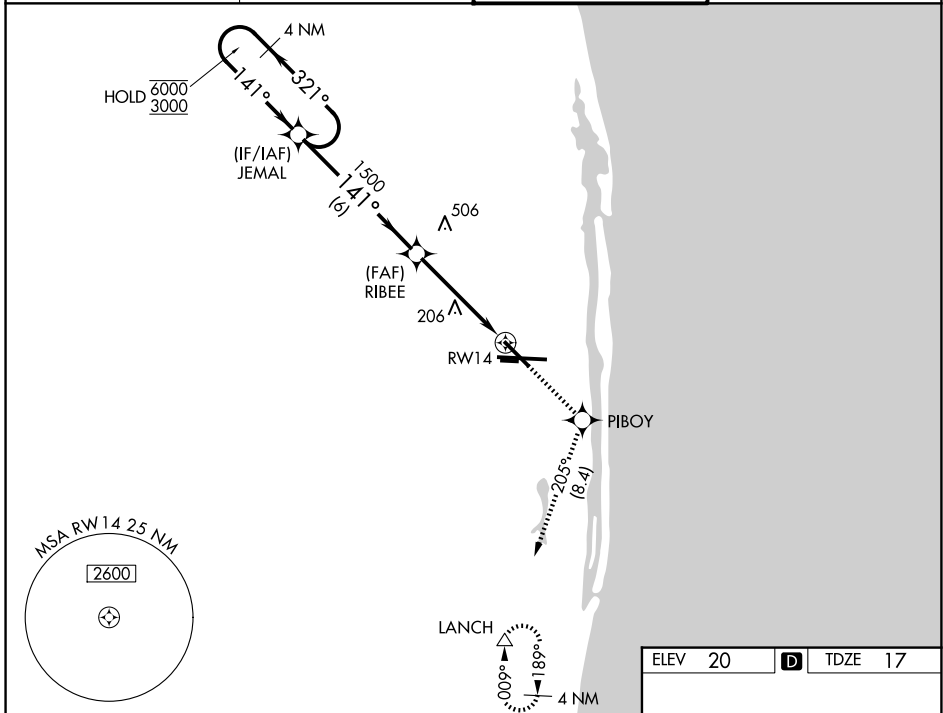 4 NM
HOLD 6000
3000
141°
321°
(IF/IAF)
JEMAL
1500
141°
(6)
506
(FAF)
RIBEE
206
RW14
PIBOY
205°
(8.4)
MSA RW14 25 NM
2600
LANCH
009°
189°
4 NM
ELEV 20 D TDZE 17